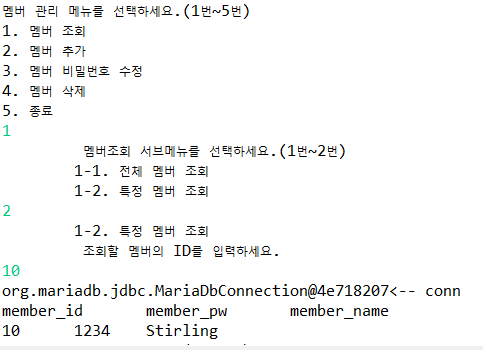 멤버 관리 메뉴를 선택하세요.(1번~5번)
1. 멤버 조회
2. 멤버 추가
3. 멤버 비밀번호 수정
4. 멤버 삭제
5. 종료
1
멤버조회 서브메뉴를 선택하세요.(1번~2번)
1-1. 전체 멤버 조회
1-2. 특정 멤버 조회
2
1-2. 특정 멤버 조회
조회할 멤버의 ID를 입력하세요.
10
org.mariadb.jdbc.MariaDbConnection@4e718207<-- conn
member_id member_pw member_name
10 1234 Stirling